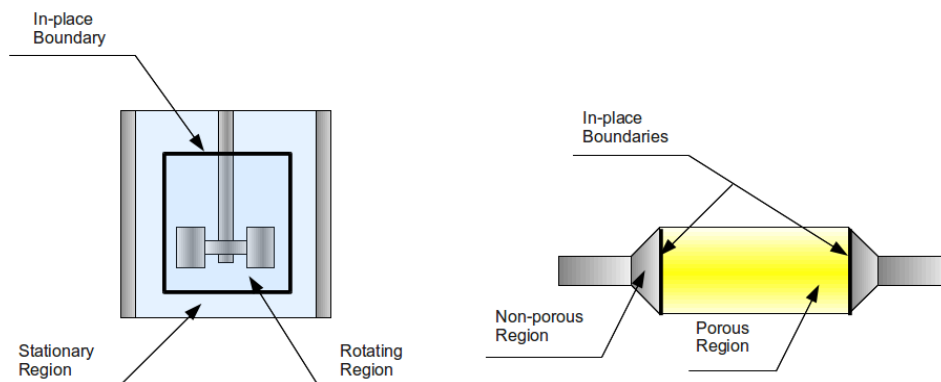 In-place
Boundary
Stationary
Region
Rotating
Region
In-place
Boundaries
Non-porous
Region
Porous
Region